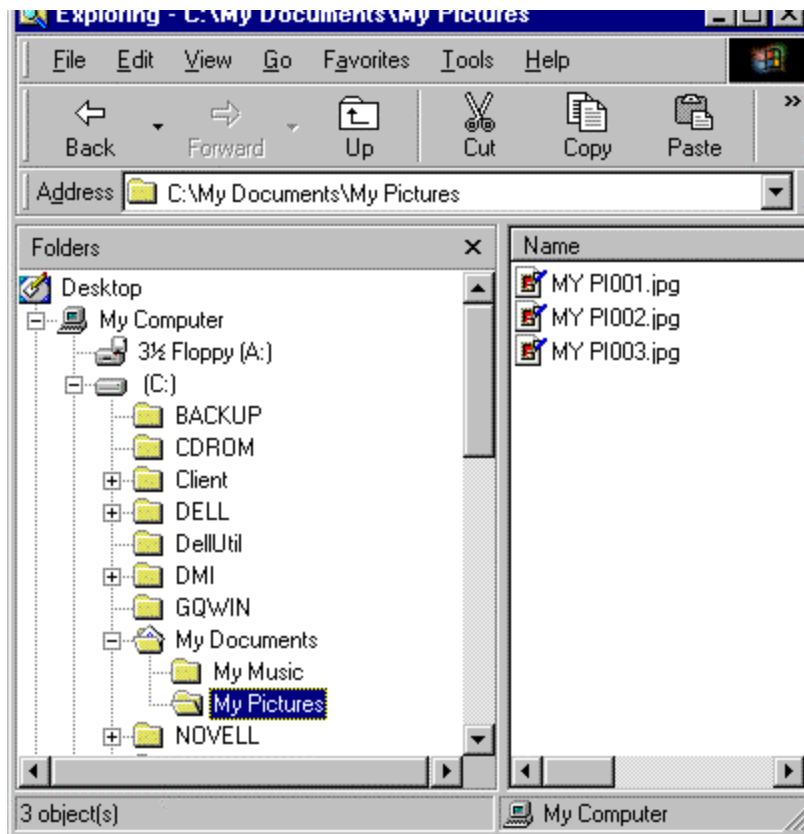 Exploring - C:\My Documents\My Pictures
File Edit View Go Favorites Tools Help
Back Forward Up Cut Copy Paste »
Address C:\My Documents\My Pictures
Folders
Name
Desktop
My Computer
3½ Floppy (A:)
(C:)
BACKUP
CDROM
Client
DELL
DellUtil
DMI
GQWIN
My Documents
My Music
My Pictures
NOVELL
MY PI001.jpg
MY PI002.jpg
MY PI003.jpg
3 object(s)
My Computer